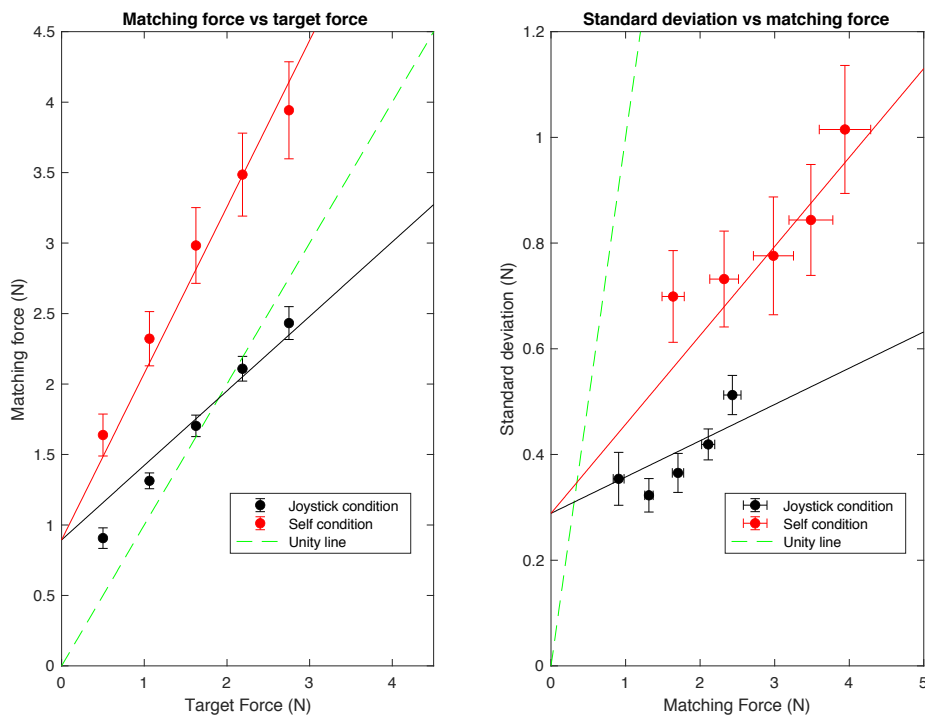 Matching force vs target force
4.5
4
3.5
3
2.5
2
1.5
1
0.5
0
Matching force (N)
0 1 2 3 4
Target Force (N)
Joystick condition
Self condition
Unity line
Standard deviation vs matching force
1.2
1
0.8
0.6
0.4
0.2
0
Standard deviation (N)
0 1 2 3 4 5
Matching Force (N)
Joystick condition
Self condition
Unity line